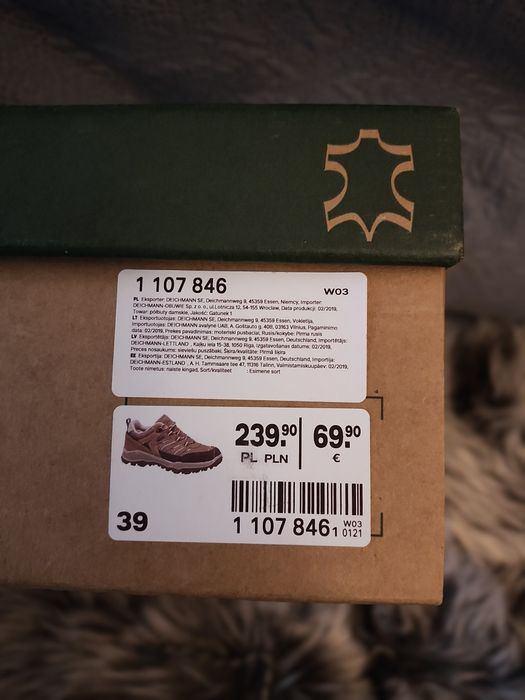 1 107 846
W03
PL Eksporter: DEICHMANN SE, Deichmannweg 9, 45359 Essen, Niemcy, Importer:
DEICHMANN-OBUWIE Sp. z o. o., ul.Lotnicza 12, 54-155 Wrocław, Data produkcji: 02/2019,
Towar: półbuty damskie, Jakość: Gatunek 1
LT Eksportuotojas: DEICHMANN SE, Deichmannweg 9, 45359 Essen, Vokietija,
Importuotojas: DEICHMANN avalynė UAB, A. Goštauto g. 40B, 03163 Vilnius, Pagaminimo
data: 02/2019, Prekės pavadinimas: moteriški pusbačiai, Rusis/kokybe: Pirma rusis
LV Eksportētājs: DEICHMANN SE, Deichmannweg 9, 45359 Essen, Deutschland, Importētājs:
DEICHMANN-LETTLAND , Kalku iela 15-3B, 1050 Riga, Izgatavošanas datums: 02/2019,
Preces nosaukums: sieviešu puszābaki, Šķira/kvalitāte: Pirmā šķira
EE Eksportija: DEICHMANN SE, Deichmannweg 9, 45359 Essen, Deutschland, Importija:
DEICHMANN-ESTLAND , A. H. Tammsaare tee 47, 11316 Talinn, Valmistamiskuupäev: 02/2019,
Toote nimetus: naiste kingad, Sort/kvaliteet : Esimene sort
239.90 69.90
PL PLN €
39
1 107 846 1
W03
0121